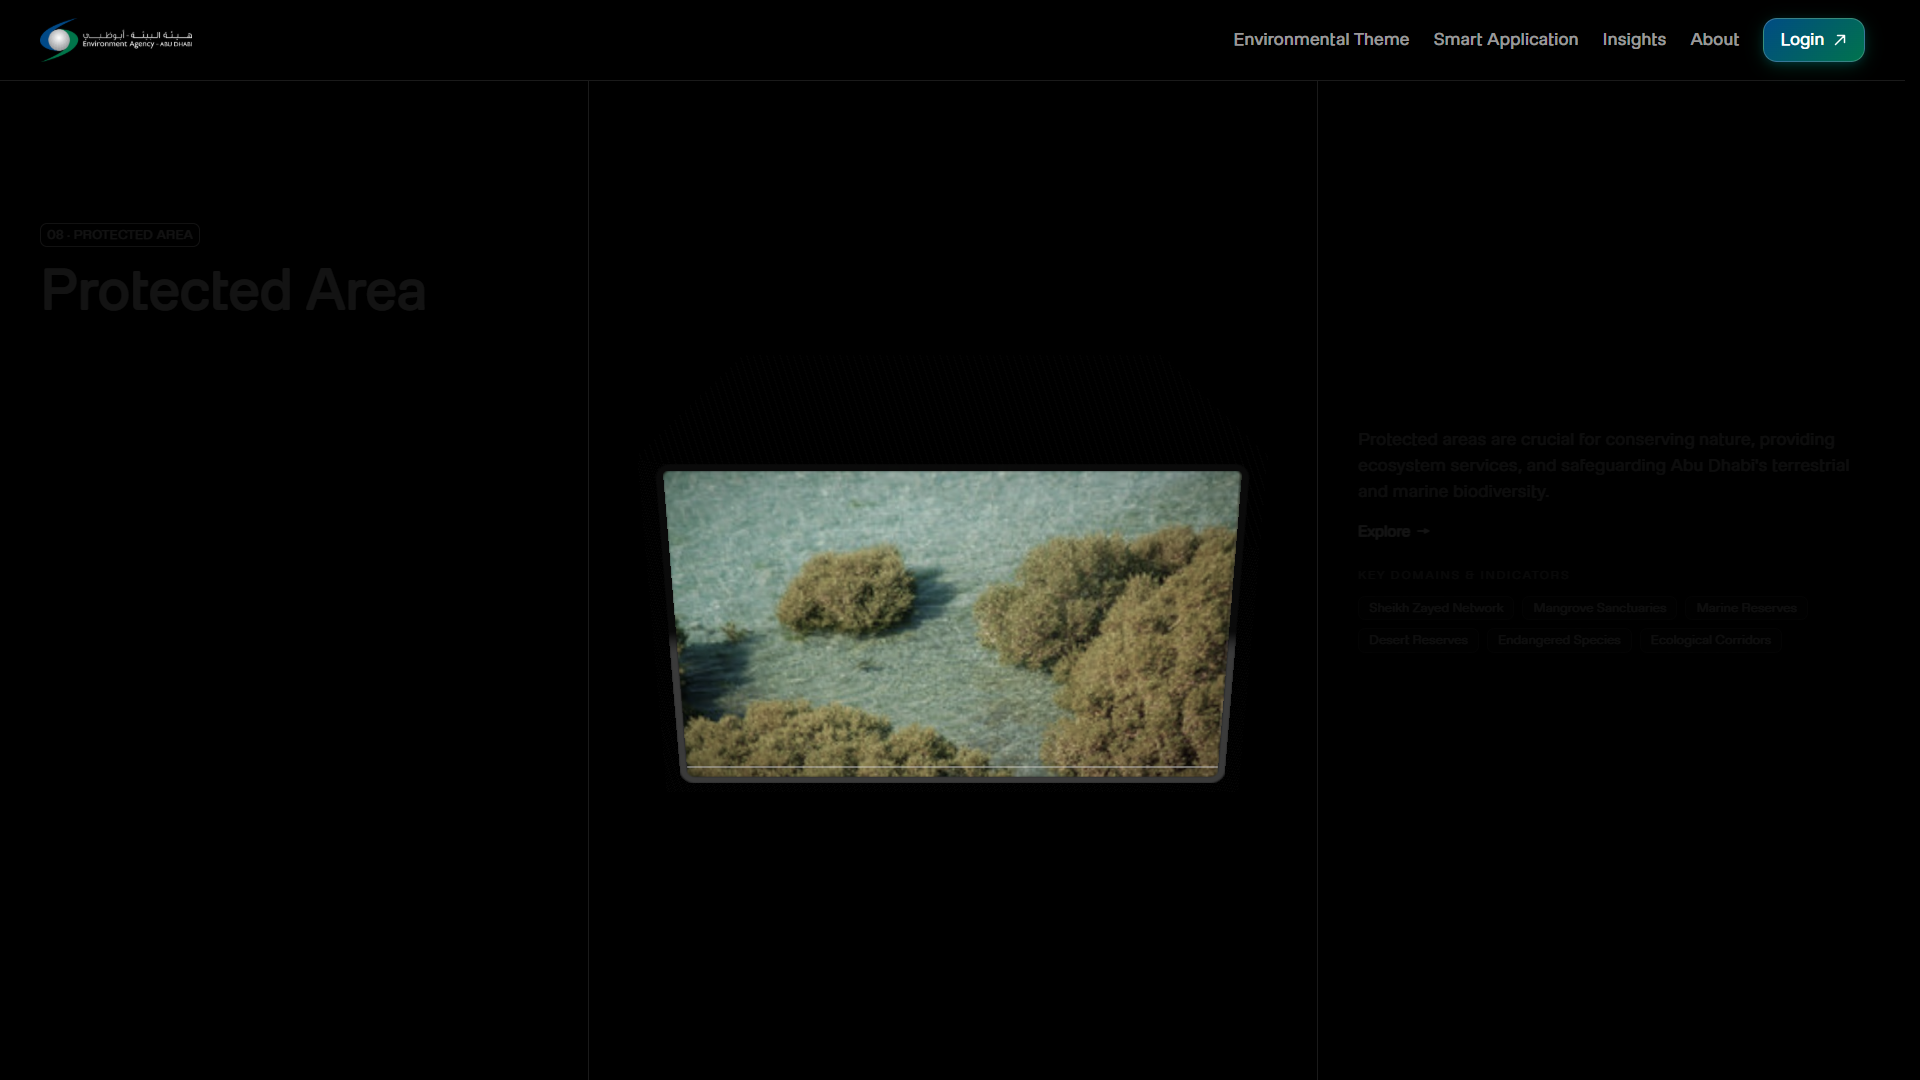 هيئة البيئة - أبوظبي
Environment Agency - ABU DHABI
Environmental Theme
Smart Application
Insights
About
Login
08 - PROTECTED AREA
Protected Area
Protected areas are crucial for conserving nature, providing
ecosystem services, and safeguarding Abu Dhabi's terrestrial
and marine biodiversity.
Explore →
KEY DOMAINS & INDICATORS
Sheikh Zayed Network
Mangrove Sanctuaries
Marine Reserves
Desert Reserves
Endangered Species
Ecological Corridors